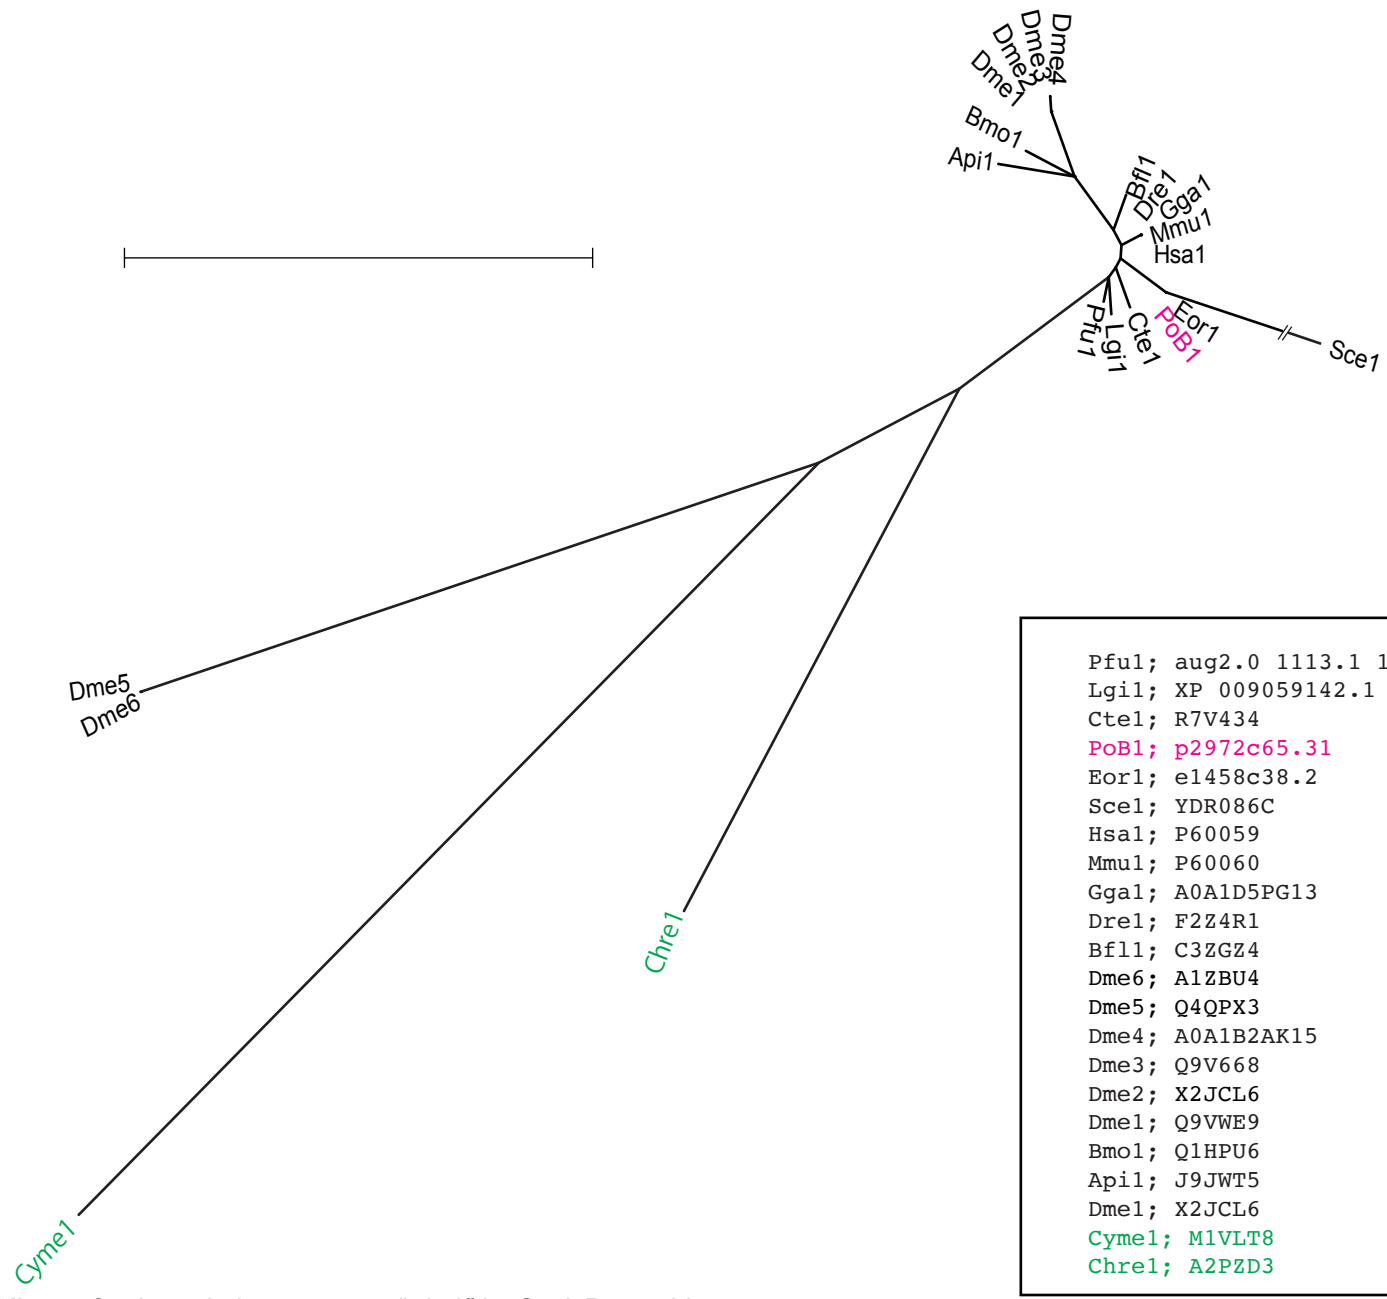 Dme4
Dme3
Dme2
Dme1
Bmo1
Api1
Bfl1
Dre1
Gga1
Mmu1
Hsa1
Eor1
PoB1
Sce1
Cte1
Lgi1
Pfu1
Dme5
Dme6
Chre1
Cyme1
Pfu1; aug2.0 1113.1 1
Lgi1; XP 009059142.1
Cte1; R7V434
PoB1; p2972c65.31
Eor1; e1458c38.2
Sce1; YDR086C
Hsa1; P60059
Mmu1; P60060
Gga1; A0A1D5PG13
Dre1; F2Z4R1
Bfl1; C3ZGZ4
Dme6; A1ZBU4
Dme5; Q4QPX3
Dme4; A0A1B2AK15
Dme3; Q9V668
Dme2; X2JCL6
Dme1; Q9VWE9
Bmo1; Q1HPU6
Api1; J9JWT5
Dme1; X2JCL6
Cyme1; M1VLT8
Chre1; A2PZD3